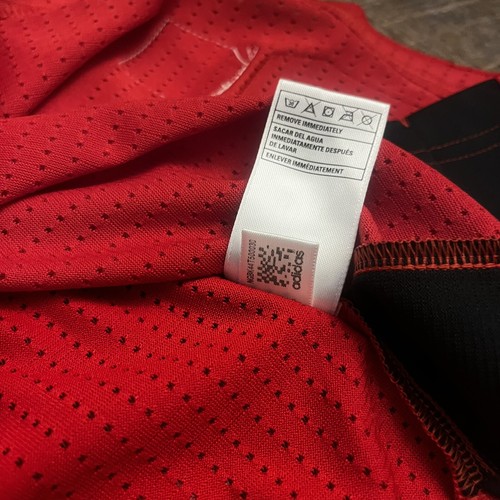 REMOVE IMMEDIATELY
SACAR DEL AGUA
INMEDIATAMENTE DESPUÉS
DE LAVAR
ENLEVER IMMÉDIATEMENT
adidas